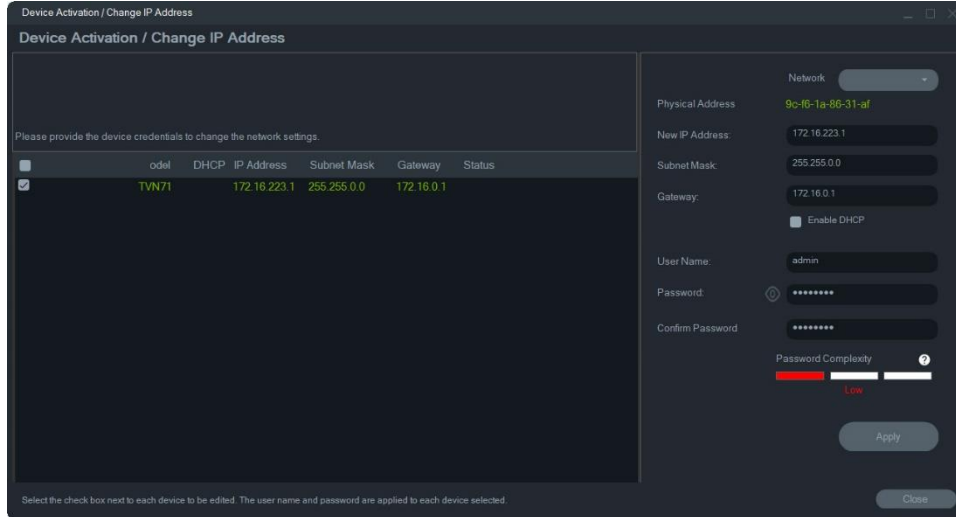 Device Activation / Change IP Address
Device Activation / Change IP Address
Network
Physical Address 9c-f6-1a-86-31-af
Please provide the device credentials to change the network settings.
New IP Address: 172.16.223.1
odel DHCP IP Address Subnet Mask Gateway Status
Subnet Mask: 255.255.0.0
TVN71 172.16.223.1 255.255.0.0 172.16.0.1
Gateway: 172.16.0.1
Enable DHCP
User Name: admin
Password: ••••••••
Confirm Password ••••••••
Password Complexity ?
Low
Apply
Select the check box next to each device to be edited. The user name and password are applied to each device selected.
Close